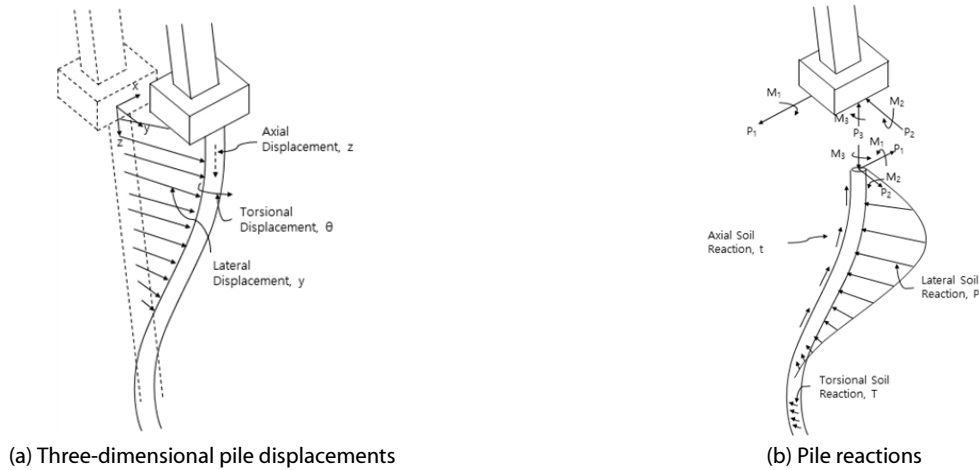 x
y
z
Axial
Displacement, z
Torsional
Displacement, θ
Lateral
Displacement, y
(a) Three-dimensional pile displacements
M1
P1
M2
M3
P3
P2
M1
P1
M3
M2
P2
Axial Soil
Reaction, t
Lateral Soil
Reaction, P
Torsional Soil
Reaction, T
(b) Pile reactions